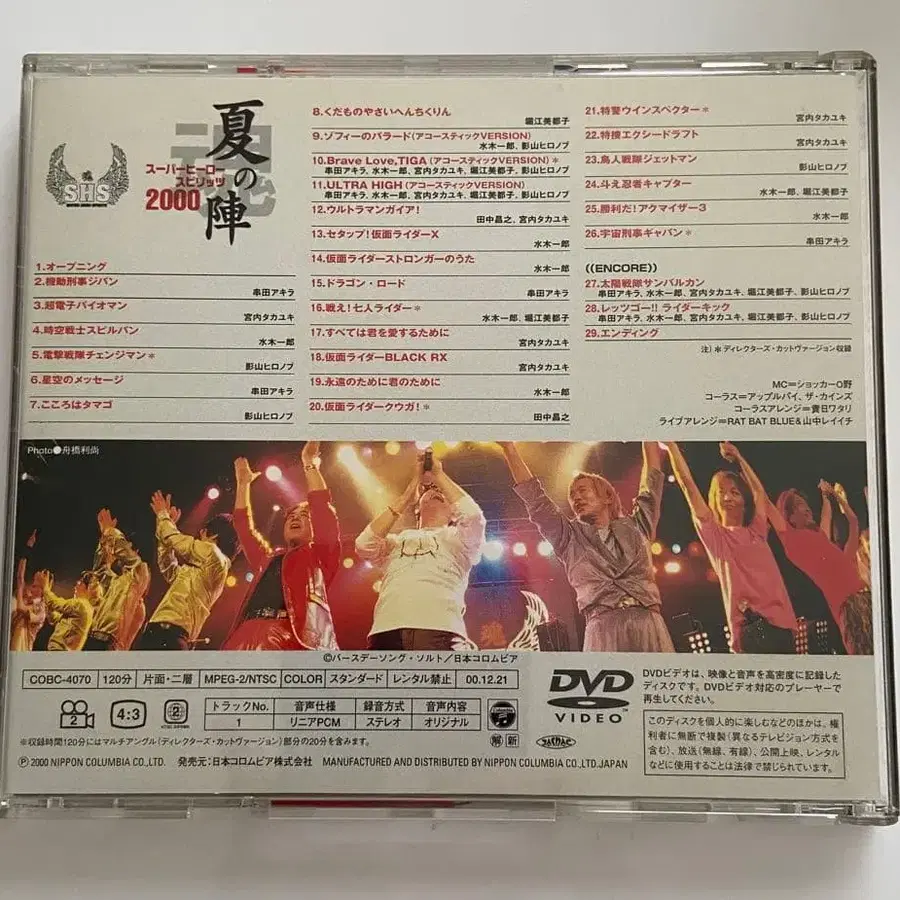 魂
夏の陣
スーパーヒーロー
スピリッツ
2000
SHS
1.オープニング
2.機動刑事ジバン
串田アキラ
3.超電子バイオマン
宮内タカユキ
4.時空戦士スピルバン
水木一郎
5.電撃戦隊チェンジマン＊
影山ヒロノブ
6.星空のメッセージ
串田アキラ
7.こころはタマゴ
影山ヒロノブ
8.くだものやさいへんちくりん
堀江美都子
9.ソフィーのバラード(アコースティックVERSION)
水木一郎、影山ヒロノブ
10.Brave Love,TIGA(アコースティックVERSION)＊
串田アキラ、水木一郎、宮内タカユキ、堀江美都子、影山ヒロノブ
11.ULTRA HIGH(アコースティックVERSION)
串田アキラ、水木一郎、宮内タカユキ、堀江美都子、影山ヒロノブ
12.ウルトラマンガイア!
田中昌之、宮内タカユキ
13.セタップ!仮面ライダーX
水木一郎
14.仮面ライダーストロンガーのうた
水木一郎
15.ドラゴン・ロード
串田アキラ
16.戦え!七人ライダー＊
水木一郎、堀江美都子
17.すべては君を愛するために
宮内タカユキ
18.仮面ライダーBLACK RX
宮内タカユキ
19.永遠のために君のために
水木一郎
20.仮面ライダークウガ!＊
田中昌之
21.特警ウインスペクター＊
宮内タカユキ
22.特捜エクシードラフト
宮内タカユキ
23.鳥人戦隊ジェットマン
影山ヒロノブ
24.斗え忍者キャプター
水木一郎、堀江美都子
25.勝利だ!アクマイザー3
水木一郎
26.宇宙刑事ギャバン＊
串田アキラ
((ENCORE))
27.太陽戦隊サンバルカン
串田アキラ、水木一郎、宮内タカユキ、堀江美都子、影山ヒロノブ
28.レッツゴー!! ライダーキック
串田アキラ、水木一郎、宮内タカユキ、堀江美都子、影山ヒロノブ
29.エンディング
注)＊ディレクターズ・カットヴァージョン収録
MC=ショッカーO野
コーラス=アップルパイ、ザ・カインズ
コーラスアレンジ=貴日ワタリ
ライブアレンジ=RAT BAT BLUE&山中レイイチ
Photo●舟橋利尚
©バースデーソング・ソルト／日本コロムビア
COBC-4070 120分 片面・二層 MPEG-2/NTSC COLOR スタンダード レンタル禁止 00.12.21
2 4:3 2
トラックNo. 音声仕様 録音方式 音声内容
1 リニアPCM ステレオ オリジナル
解 新
※収録時間120分にはマルチアングル(ディレクターズ・カットヴァージョン)部分の20分を含みます。
Ⓟ2000 NIPPON COLUMBIA CO.,LTD. 発売元:日本コロムビア株式会社 MANUFACTURED AND DISTRIBUTED BY NIPPON COLUMBIA CO.,LTD.JAPAN
DVD
VIDEO
DVDビデオは、映像と音声を高密度に記録した
ディスクです。DVDビデオ対応のプレーヤーで
再生してください。
このディスクを個人的に楽しむなどのほかは、権
利者に無断で複製(異なるテレビジョン方式を
含む)、放送(無線、有線)、公開上映、レンタル
などに使用することは法律で禁じられています。